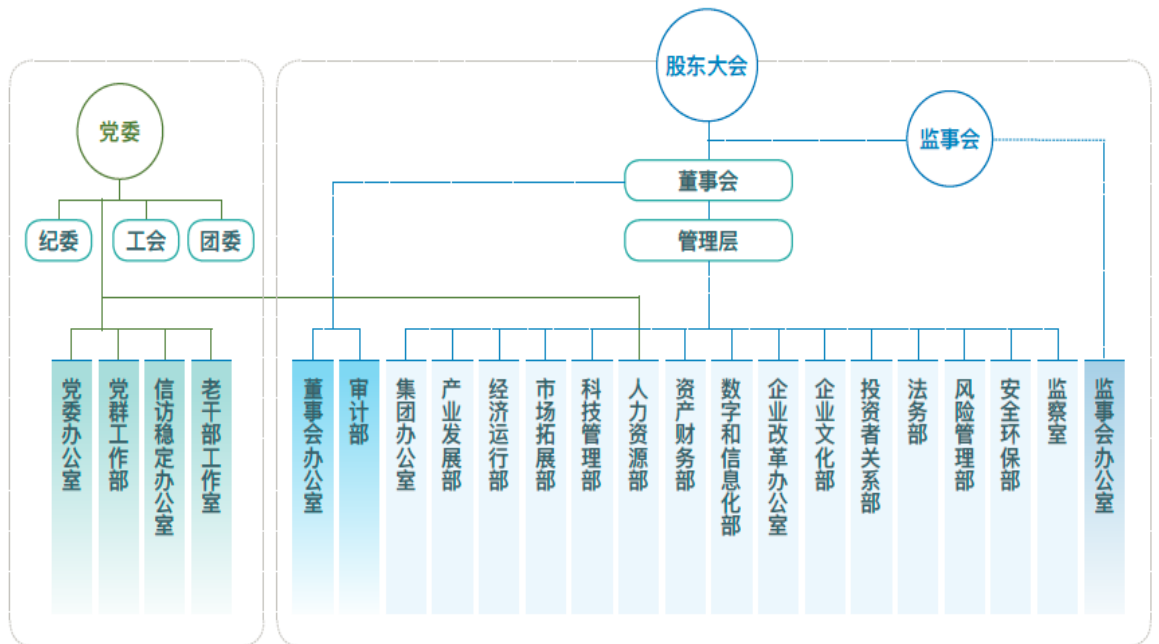 股东大会
党委
监事会
董事会
纪委
工会
团委
管理层
党委办公室
党群工作部
信访稳定办公室
老干部工作室
董事会办公室
审计部
集团办公室
产业发展部
经济运行部
市场拓展部
科技管理部
人力资源部
资产财务部
数字和信息化部
企业改革办公室
企业文化部
投资者关系部
法务部
风险管理部
安全环保部
监察室
监事会办公室